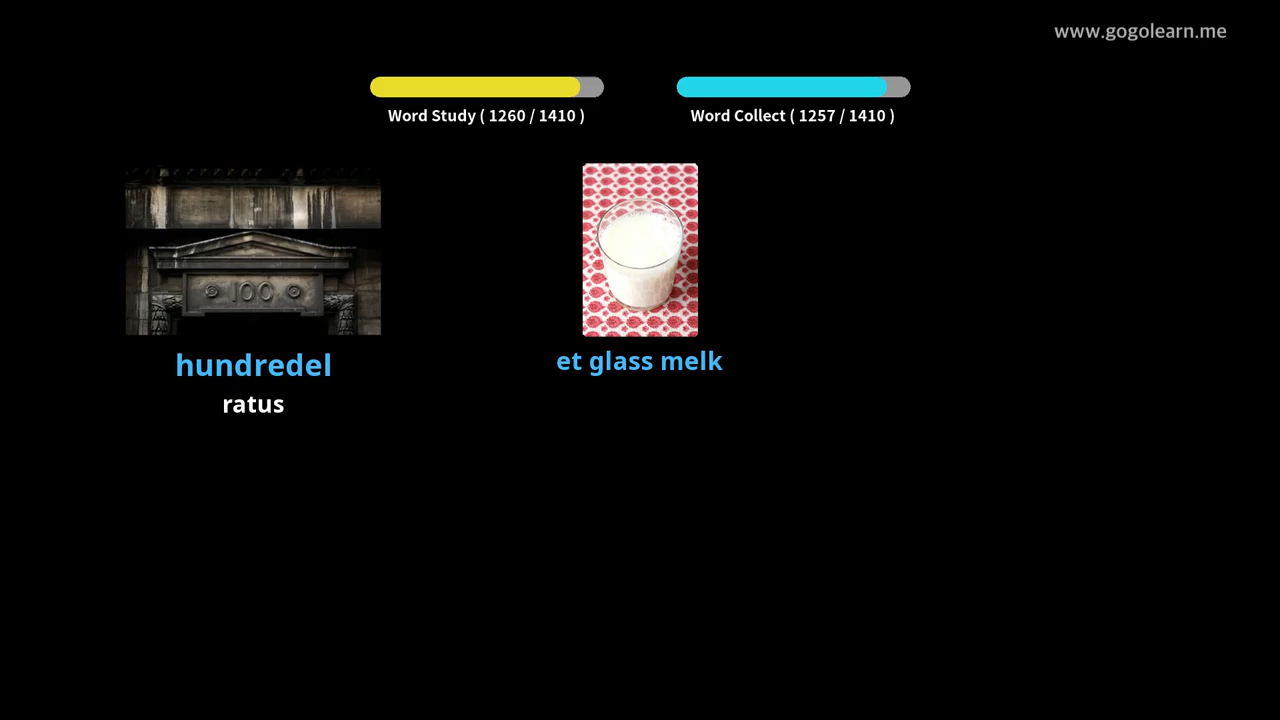 www.gogolearn.me
Word Study ( 1260 / 1410 )
Word Collect ( 1257 / 1410 )
100
hundredel
ratus
et glass melk